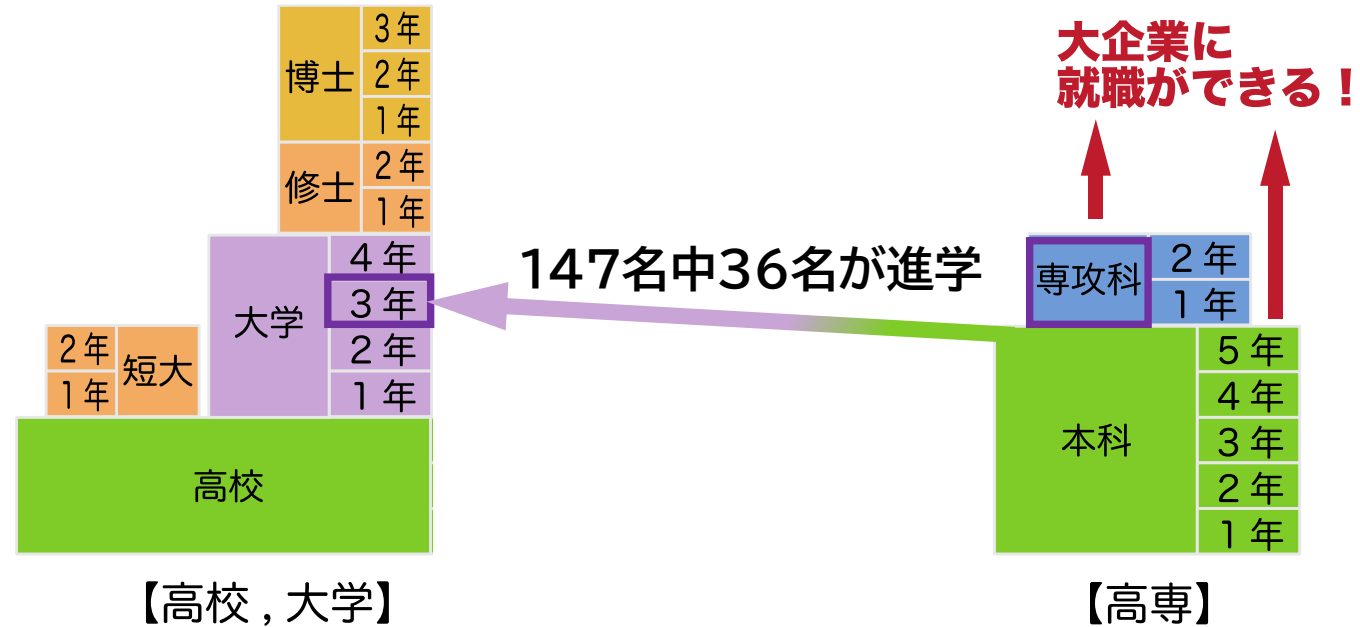 博士
3年
2年
1年
修士
2年
1年
大学
4年
3年
2年
1年
2年
1年
短大
高校
【高校,大学】
147名中36名が進学
大企業に
就職ができる！
専攻科
2年
1年
本科
5年
4年
3年
2年
1年
【高専】